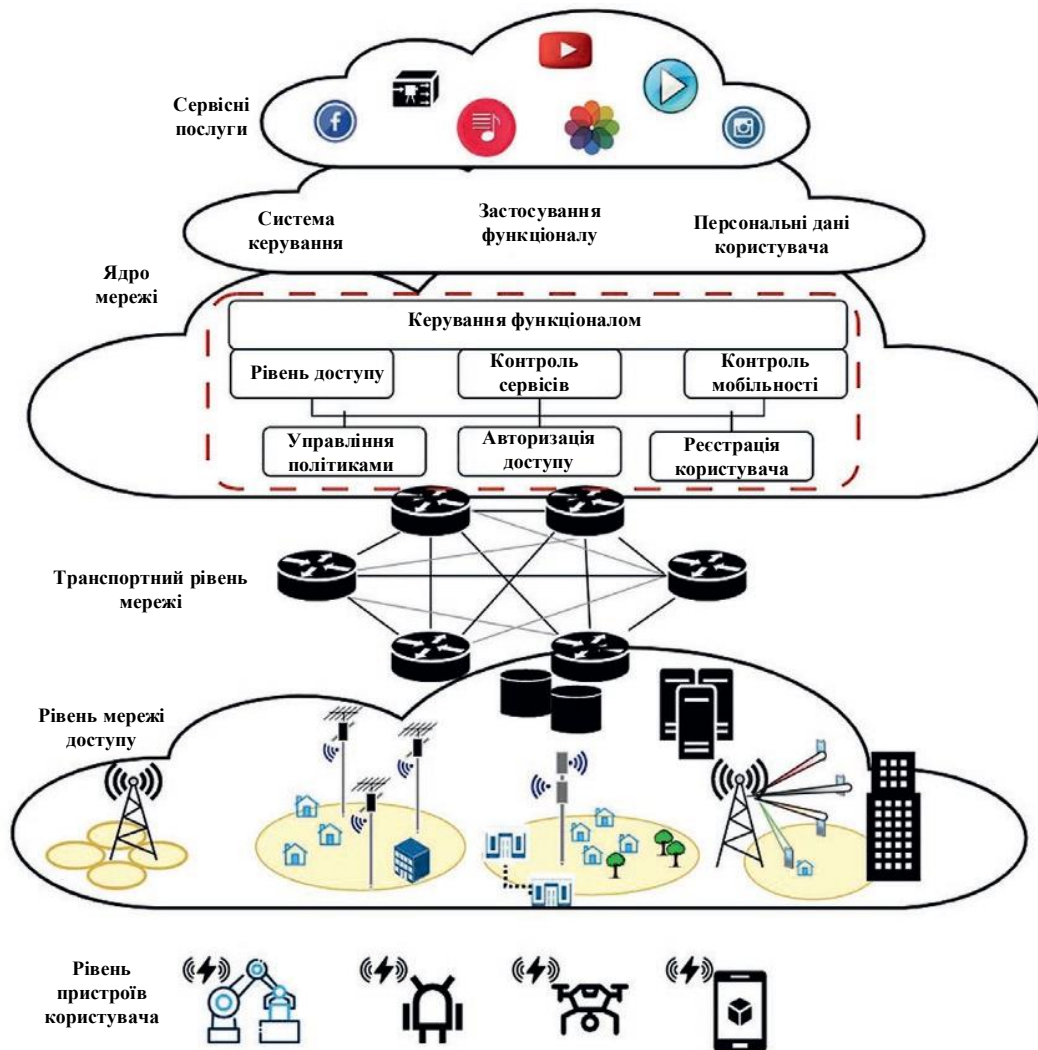 Сервісні
послуги
Система
керування
Застосування
функціоналу
Персональні дані
користувача
Ядро
мережі
Керування функціоналом
Рівень доступу
Контроль
сервісів
Контроль
мобільності
Управління
політиками
Авторизація
доступу
Реєстрація
користувача
Транспортний рівень
мережі
Рівень мережі
доступу
Рівень
пристроїв
користувача